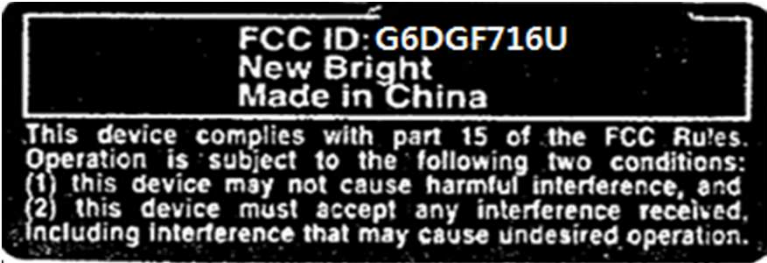 FCC ID: G6DGF716U
New Bright
Made in China
This device complies with part 15 of the FCC Rules.
Operation is subject to the following two conditions:
(1) this device may not cause harmful interference, and
(2) this device must accept any interference received,
including interference that may cause undesired operation.